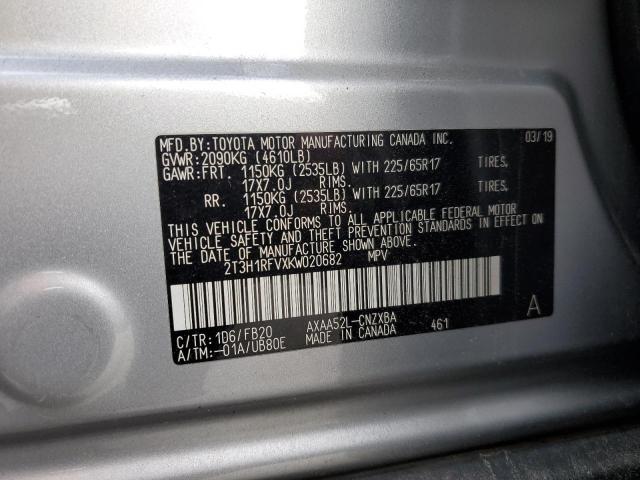 MFD.BY:TOYOTA MOTOR MANUFACTURING CANADA INC. 03/19
GVWR:2090KG (4610LB)
GAWR:FRT. 1150KG (2535LB) WITH 225/65R17 TIRES.
17X7.0J RIMS.
RR. 1150KG (2535LB) WITH 225/65R17 TIRES.
17X7.0J RIMS.
THIS VEHICLE CONFORMS TO ALL APPLICABLE FEDERAL MOTOR
VEHICLE SAFETY AND THEFT PREVENTION STANDARDS IN EFFECT ON
THE DATE OF MANUFACTURE SHOWN ABOVE.
2T3H1RFVXKW020682 MPV
C/TR:1D6/FB20 AXAA52L-CNZXBA 461 A
A/TM:-01A/UB80E MADE IN CANADA